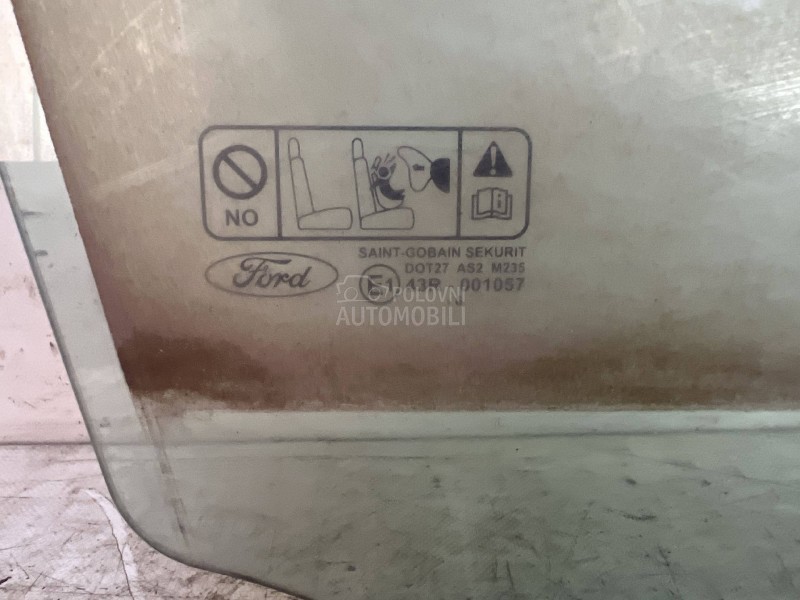 NO
Ford
SAINT-GOBAIN SEKURIT
DOT27 AS2 M235
E1 43R 001057
POLOVNI
AUTOMOBILI